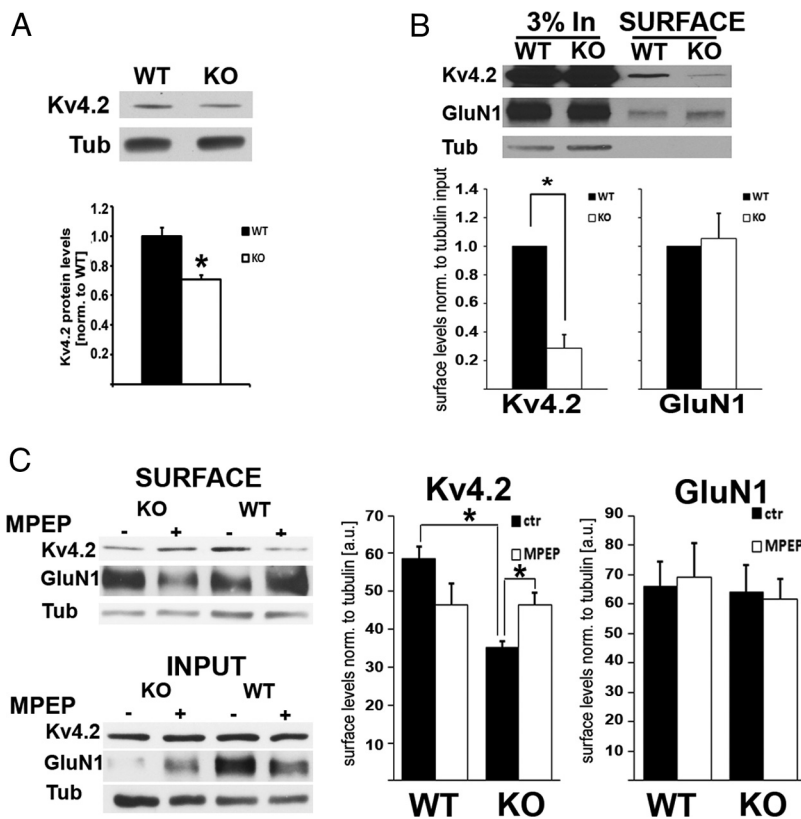 A
WT KO
Kv4.2
Tub
Kv4.2 protein levels
[norm. to WT]
1.2
1.0
0.8
0.6
0.4
0.2
WT
KO
*
B
3% In SURFACE
WT KO WT KO
Kv4.2
GluN1
Tub
surface levels norm. to tubulin input
1.4
1.2
1.0
0.8
0.6
0.4
0.2
*
WT
KO
Kv4.2
WT
KO
GluN1
C
SURFACE
KO WT
MPEP - + - +
Kv4.2
GluN1
Tub
INPUT
KO WT
MPEP - + - +
Kv4.2
GluN1
Tub
Kv4.2
surface levels norm. to tubulin [a.u.]
70
60
50
40
30
20
10
*
*
ctr
MPEP
WT KO
GluN1
surface levels norm. to tubulin [a.u.]
90
80
70
60
50
40
30
20
10
ctr
MPEP
WT KO